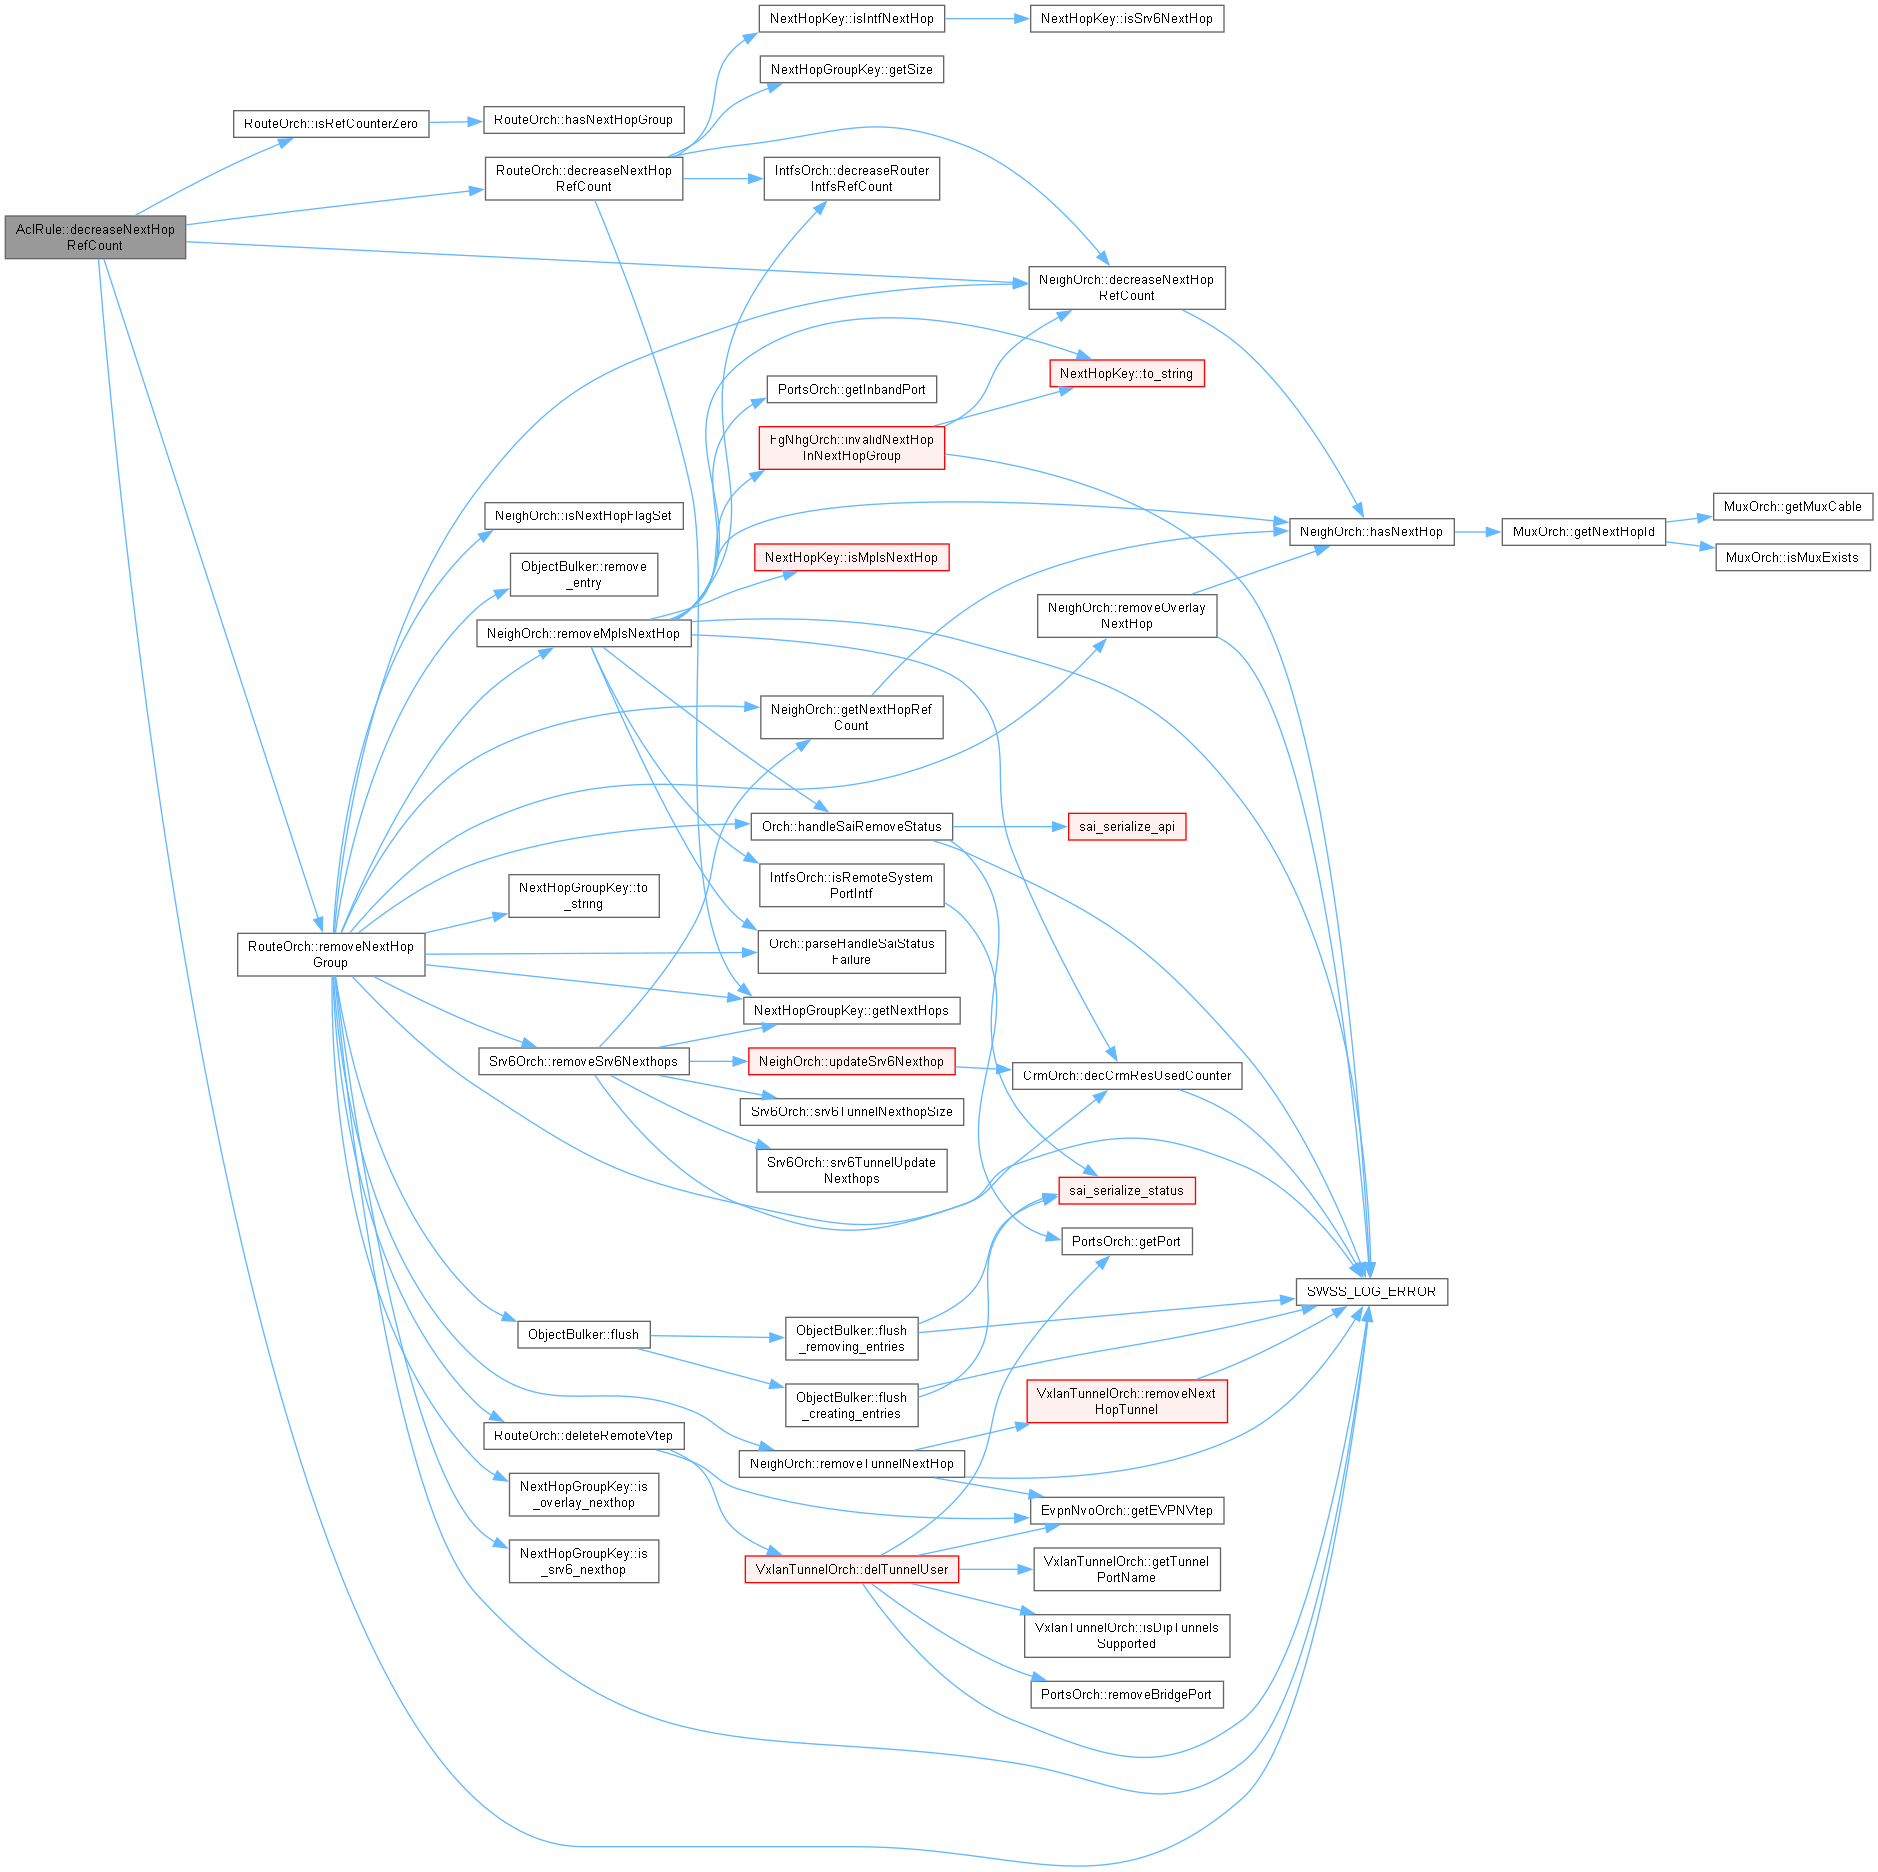 NextHopKey::isIntfNextHop
NextHopKey::isSrv6NextHop
NextHopGroupKey::getSize
RouteOrch::isRefCounterZero
RouteOrch::hasNextHopGroup
RouteOrch::decreaseNextHop
RefCount
IntfsOrch::decreaseRouter
IntfsRefCount
AclRule::decreaseNextHop
RefCount
NeighOrch::decreaseNextHop
RefCount
NextHopKey::to_string
PortsOrch::getInbandPort
FgNhgOrch::invalidNextHop
InNextHopGroup
NeighOrch::isNextHopFlagSet
NeighOrch::hasNextHop
MuxOrch::getNextHopId
MuxOrch::getMuxCable
MuxOrch::isMuxExists
NextHopKey::isMplsNextHop
ObjectBulker::remove
_entry
NeighOrch::removeOverlay
NextHop
NeighOrch::removeMplsNextHop
NeighOrch::getNextHopRef
Count
Orch::handleSaiRemoveStatus
sai_serialize_api
IntfsOrch::isRemoteSystem
PortIntf
NextHopGroupKey::to
_string
RouteOrch::removeNextHop
Group
Orch::parseHandleSaiStatus
Failure
NextHopGroupKey::getNextHops
Srv6Orch::removeSrv6Nexthops
NeighOrch::updateSrv6Nexthop
CrmOrch::decCrmResUsedCounter
Srv6Orch::srv6TunnelNexthopSize
Srv6Orch::srv6TunnelUpdate
Nexthops
sai_serialize_status
PortsOrch::getPort
SWSS_LOG_ERROR
ObjectBulker::flush
ObjectBulker::flush
_removing_entries
ObjectBulker::flush
_creating_entries
VxlanTunnelOrch::removeNext
HopTunnel
RouteOrch::deleteRemoteVtep
NeighOrch::removeTunnelNextHop
NextHopGroupKey::is
_overlay_nexthop
EvpnNvoOrch::getEVPNVtep
NextHopGroupKey::is
_srv6_nexthop
VxlanTunnelOrch::delTunnelUser
VxlanTunnelOrch::getTunnel
PortName
VxlanTunnelOrch::isDipTunnels
Supported
PortsOrch::removeBridgePort